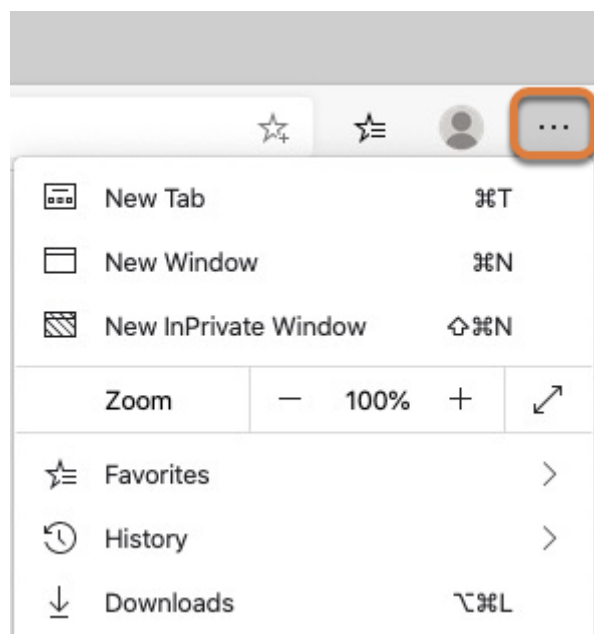 New Tab ⌘T
New Window ⌘N
New InPrivate Window ⇧⌘N
Zoom — 100% +
Favorites
History
Downloads ⌥⌘L